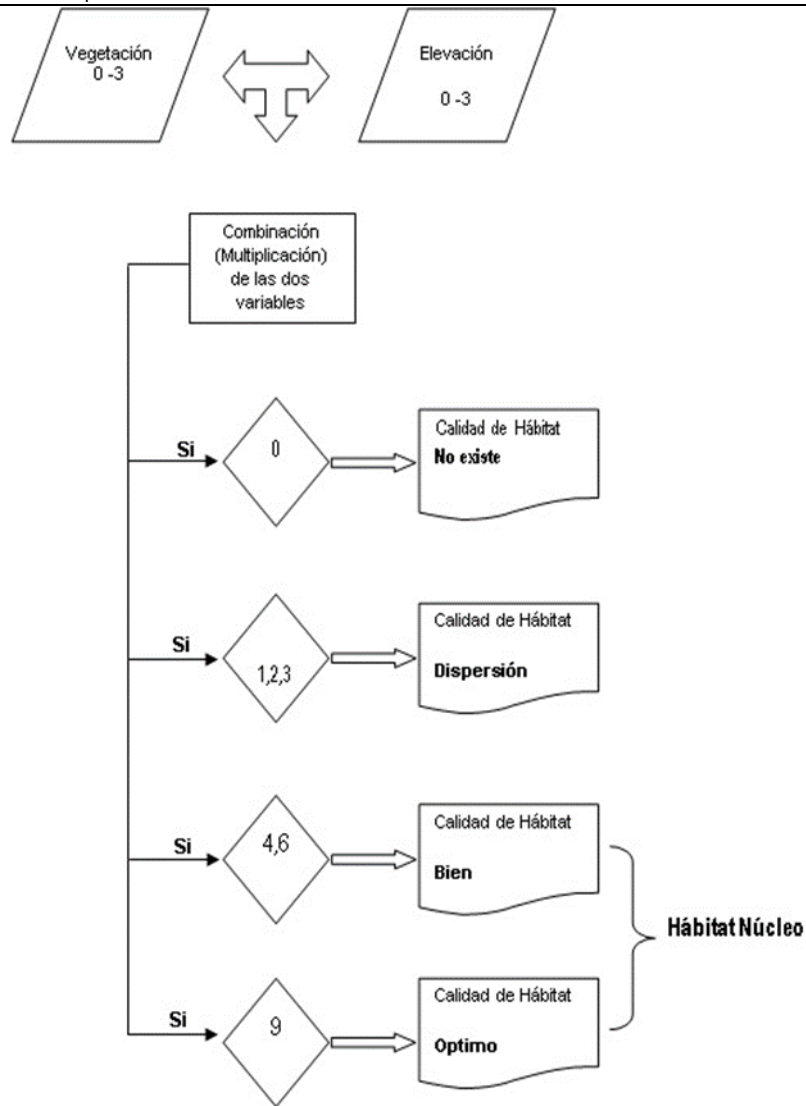 Vegetación
0 -3
Elevación
0 -3
Combinación
(Multiplicación)
de las dos
variables
Si
0
Calidad de Hábitat
No existe
Si
1,2,3
Calidad de Hábitat
Dispersión
Si
4,6
Calidad de Hábitat
Bien
Hábitat Núcleo
Si
9
Calidad de Hábitat
Optimo